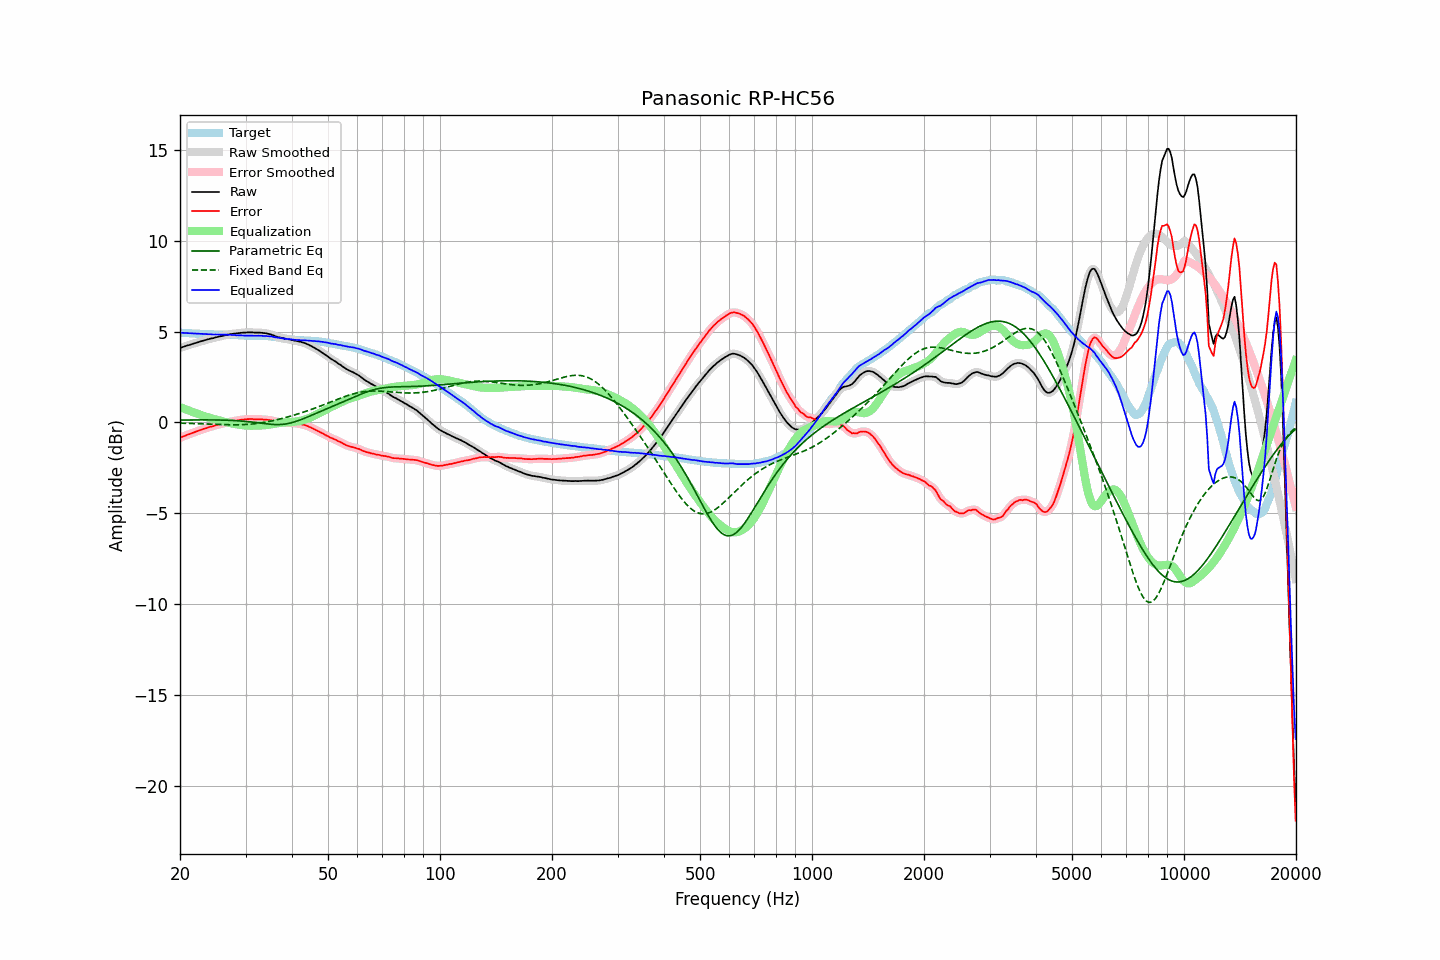 Panasonic RP-HC56
Target
Raw Smoothed
Error Smoothed
Raw
Error
Equalization
Parametric Eq
Fixed Band Eq
Equalized
15
10
5
0
−5
−10
−15
−20
Amplitude (dBr)
20 50 100 200 500 1000 2000 5000 10000 20000
Frequency (Hz)